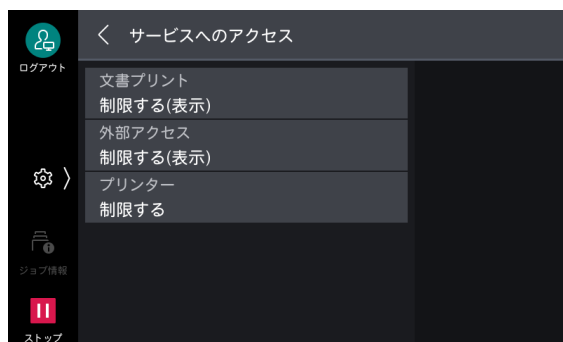 サービスへのアクセス
ログアウト
文書プリント
制限する(表示)
外部アクセス
制限する(表示)
プリンター
制限する
ジョブ情報
ストップ